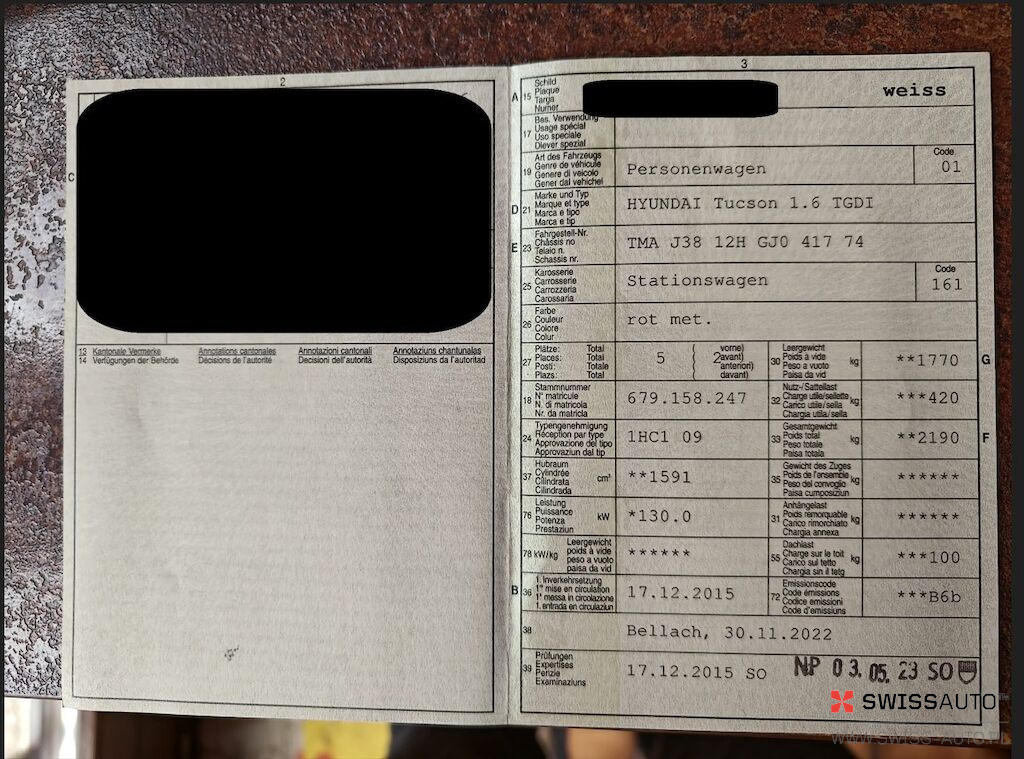 2
C
13 Kantonale Vermerke Annotations cantonales Annotazioni cantonali Annotaziuns chantunalas
14 Verfügungen der Behörde Décisions de l'autorité Decisioni dell'autorità Disposiziuns da l'autoritad
3
A 15 Schild
Plaque
Targa
Numer
weiss
17 Bes. Verwendung
Usage spécial
Uso speciale
Diever spezial
19 Art des Fahrzeugs
Genre de véhicule
Genere di veicolo
Gener dal vehichel
Personenwagen
Code
01
D 21 Marke und Typ
Marque et type
Marca e tipo
Marca e tip
HYUNDAI Tucson 1.6 TGDI
E 23 Fahrgestell-Nr.
Châssis no
Telaio n.
Schassis nr.
TMA J38 12H GJ0 417 74
25 Karosserie
Carrosserie
Carrozzeria
Carossaria
Stationswagen
Code
161
26 Farbe
Couleur
Colore
Colur
rot met.
27 Plätze: Total
Places: Total
Posti: Totale
Plazs: Total
5
( vorne)
( 2avant)
( anteriori)
( davant)
30 Leergewicht
Poids à vide
Peso a vuoto
Paisa da vid
kg
**1770
G
18 Stammnummer
N° matricule
N. di matricola
Nr. da matricla
679.158.247
32 Nutz-/Sattellast
Charge utile/sellette
Carico utile/sella
Chargia utila/sella
kg
***420
24 Typengenehmigung
Réception par type
Approvazione del tipo
Approvaziun dal tip
1HC1 09
33 Gesamtgewicht
Poids total
Peso totale
Paisa totala
kg
**2190
F
37 Hubraum
Cylindrée
Cilindrata
Cilindrada
cm³
**1591
35 Gewicht des Zuges
Poids de l'ensemble
Peso del convoglio
Paisa cumposiziun
kg
******
76 Leistung
Puissance
Potenza
Prestaziun
kW
*130.0
31 Anhängelast
Poids remorquable
Carico rimorchiato
Chargia annexa
kg
******
78 kW/kg Leergewicht
poids à vide
peso a vuoto
paisa da vid
******
55 Dachlast
Charge sur le toit
Carico sul tetto
Chargia sin il tetg
kg
***100
B 36 1. Inverkehrsetzung
1re mise en circulation
1a messa in circolazione
1. entrada en circulaziun
17.12.2015
72 Emissionscode
Code émissions
Codice emissioni
Code d'emissiuns
***B6b
38
Bellach, 30.11.2022
39 Prüfungen
Expertises
Perizie
Examinaziuns
17.12.2015 SO NP 03.05.23 SO
SWISSAUTO